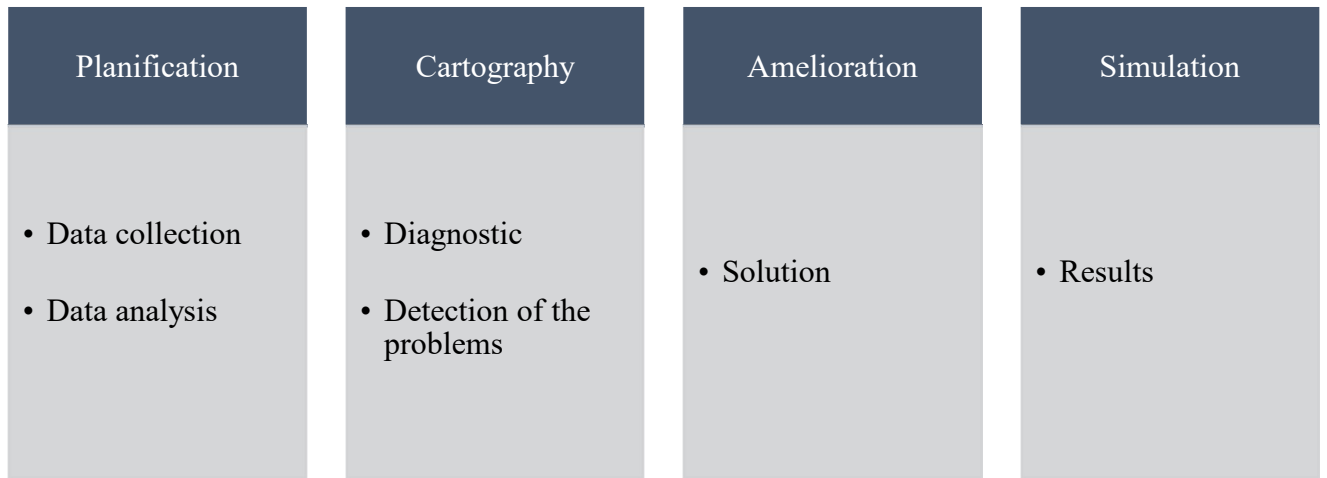 Planification
• Data collection
• Data analysis
Cartography
• Diagnostic
• Detection of the
problems
Amelioration
• Solution
Simulation
• Results